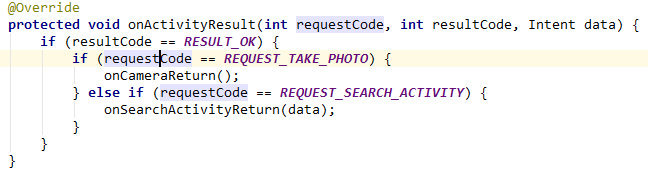 @Override
protected void onActivityResult(int requestCode, int resultCode, Intent data) {
    if (resultCode == RESULT_OK) {
        if (requestCode == REQUEST_TAKE_PHOTO) {
            onCameraReturn();
        } else if (requestCode == REQUEST_SEARCH_ACTIVITY) {
            onSearchActivityReturn(data);
        }
    }
}